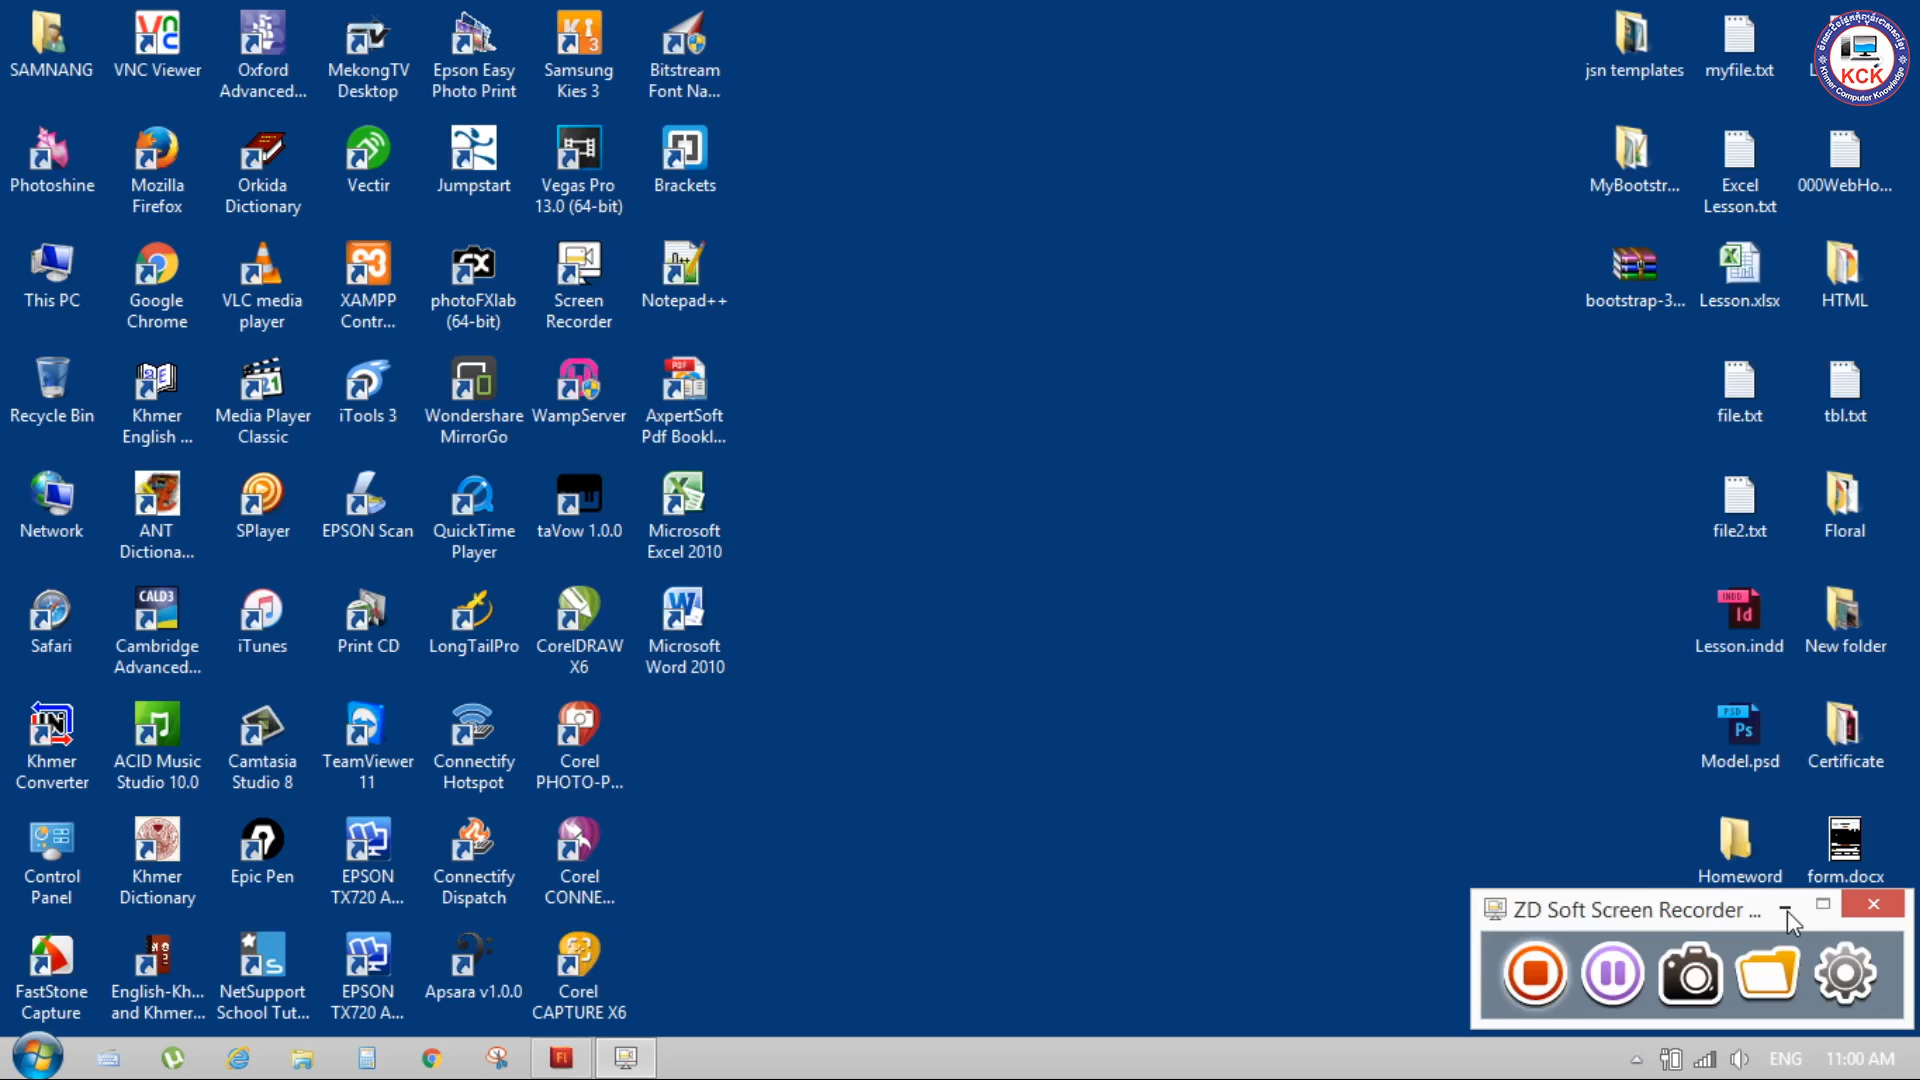 SAMNANG
VNC Viewer
Oxford
Advanced...
MekongTV
Desktop
Epson Easy
Photo Print
Samsung
Kies 3
Bitstream
Font Na...
jsn templates
myfile.txt
KCK
Khmer Computer Knowledge
Photoshine
Mozilla
Firefox
Orkida
Dictionary
Vectir
Jumpstart
Vegas Pro
13.0 (64-bit)
Brackets
MyBootstr...
Excel
Lesson.txt
000WebHo...
This PC
Google
Chrome
VLC media
player
XAMPP
Contr...
photoFXlab
(64-bit)
Screen
Recorder
Notepad++
bootstrap-3...
Lesson.xlsx
HTML
Recycle Bin
Khmer
English ...
Media Player
Classic
iTools 3
Wondershare
MirrorGo
WampServer
AxpertSoft
Pdf Bookl...
file.txt
tbl.txt
Network
ANT
Dictiona...
SPlayer
EPSON Scan
QuickTime
Player
taVow 1.0.0
Microsoft
Excel 2010
file2.txt
Floral
Safari
CALD3
Cambridge
Advanced...
iTunes
Print CD
LongTailPro
CorelDRAW
X6
Microsoft
Word 2010
INDD
Id
Lesson.indd
New folder
Khmer
Converter
ACID Music
Studio 10.0
Camtasia
Studio 8
TeamViewer
11
Connectify
Hotspot
Corel
PHOTO-P...
PSD
Ps
Model.psd
Certificate
Control
Panel
Khmer
Dictionary
Epic Pen
EPSON
TX720 A...
Connectify
Dispatch
Corel
CONNE...
Homeword
form.docx
ZD Soft Screen Recorder ...
FastStone
Capture
English-Kh...
and Khmer...
NetSupport
School Tut...
EPSON
TX720 A...
Apsara v1.0.0
Corel
CAPTURE X6
ENG
11:00 AM